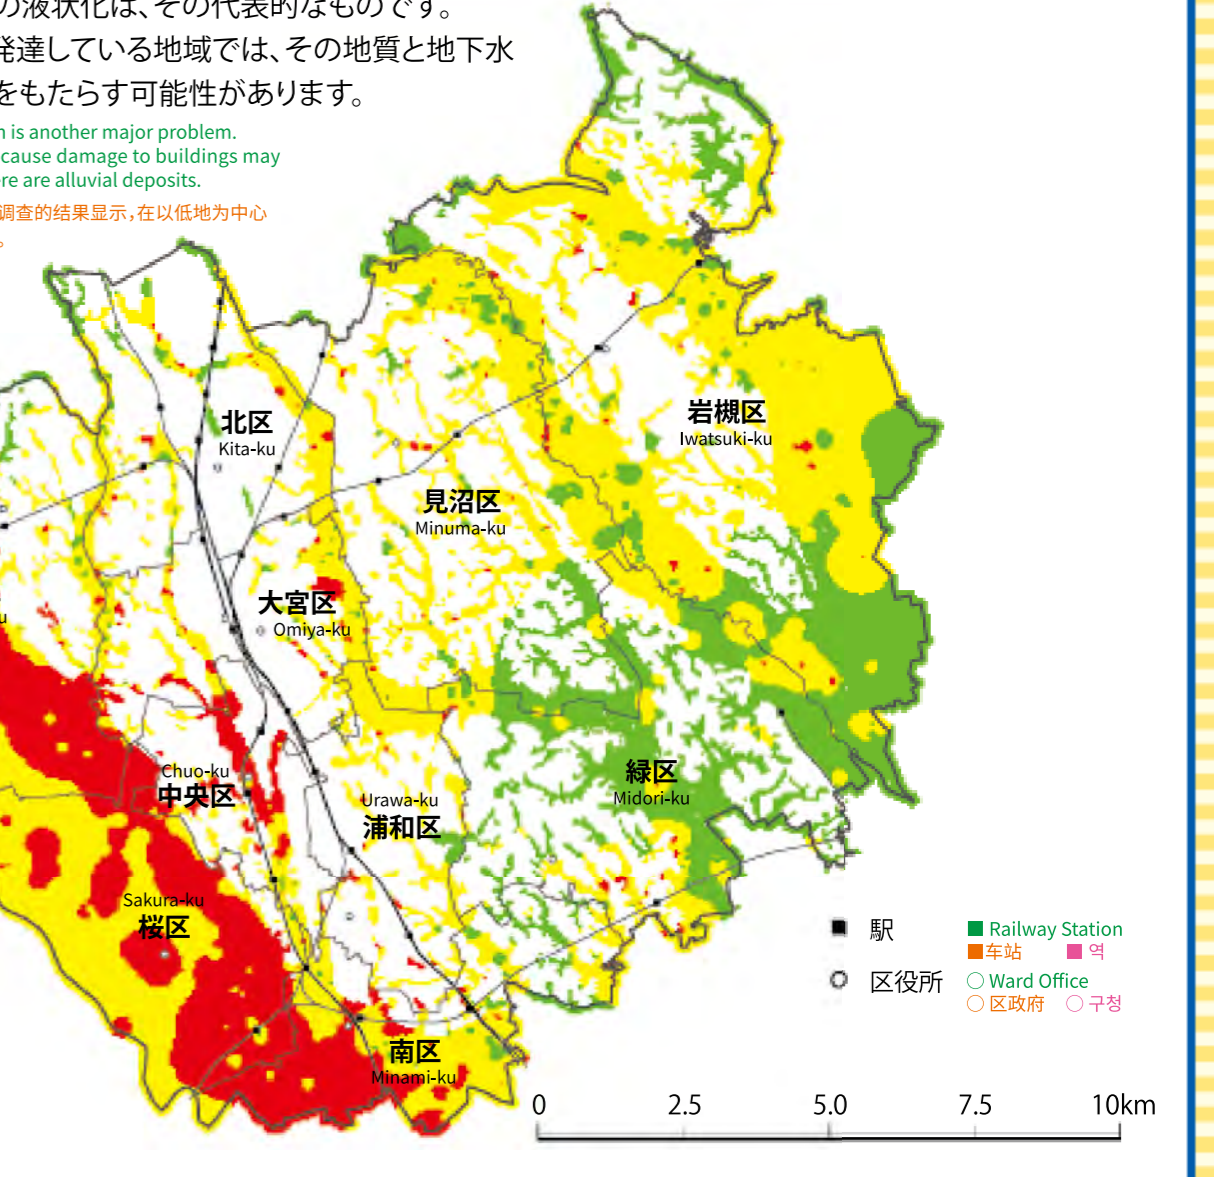 の液状化は、その代表的なものです。
発達している地域では、その地質と地下水
をもたらす可能性があります。
n is another major problem.
cause damage to buildings may
re are alluvial deposits.
调查的结果显示,在以低地为中心
。
北区
Kita-ku
岩槻区
Iwatsuki-ku
見沼区
Minuma-ku
大宮区
Omiya-ku
u
緑区
Midori-ku
Chuo-ku
中央区
Urawa-ku
浦和区
Sakura-ku
桜区
南区
Minami-ku
駅
Railway Station
车站 역
区役所
Ward Office
区政府 구청
0 2.5 5.0 7.5 10km